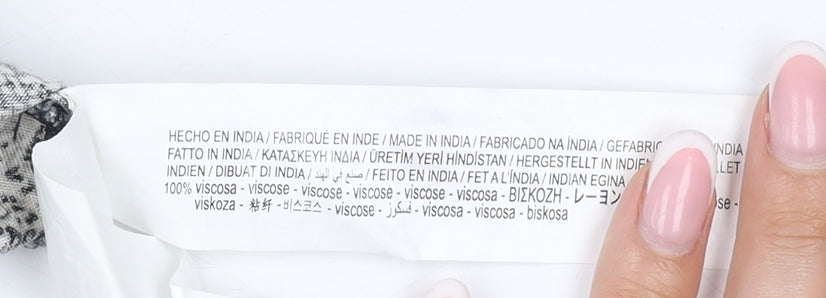 HECHO EN INDIA / FABRIQUÉ EN INDE / MADE IN INDIA / FABRICADO NA ÍNDIA / INDIA
FATTO IN INDIA / ΚΑΤΑΣΚΕΥΗ ΙΝΔΙΑ / ÜRETİM YERİ HİNDİSTAN / HERGESTELLT IN INDIEN
INDIEN / DIBUAT DI INDIA / صنع في الهند / FEITO EN INDIA / FET A L'ÍNDIA / INDIAN EGINA
100% viscosa - viscose - viscose - viscose - viscose - viscosa - ΒΙΣΚΟΖΗ - レーヨン
viskoza - 粘纤 - 비스코스 - viscose - فسكوز - viscosa - viscosa - biskosa